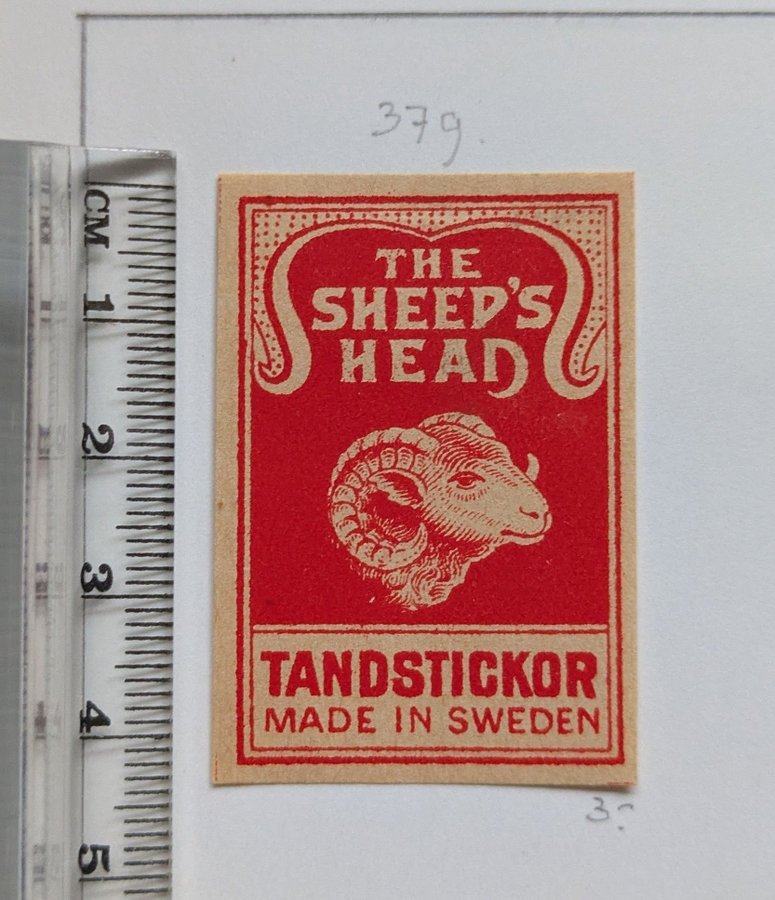 379.
CM
1
2
3
4
5
THE
SHEEP'S
HEAD
TANDSTICKOR
MADE IN SWEDEN